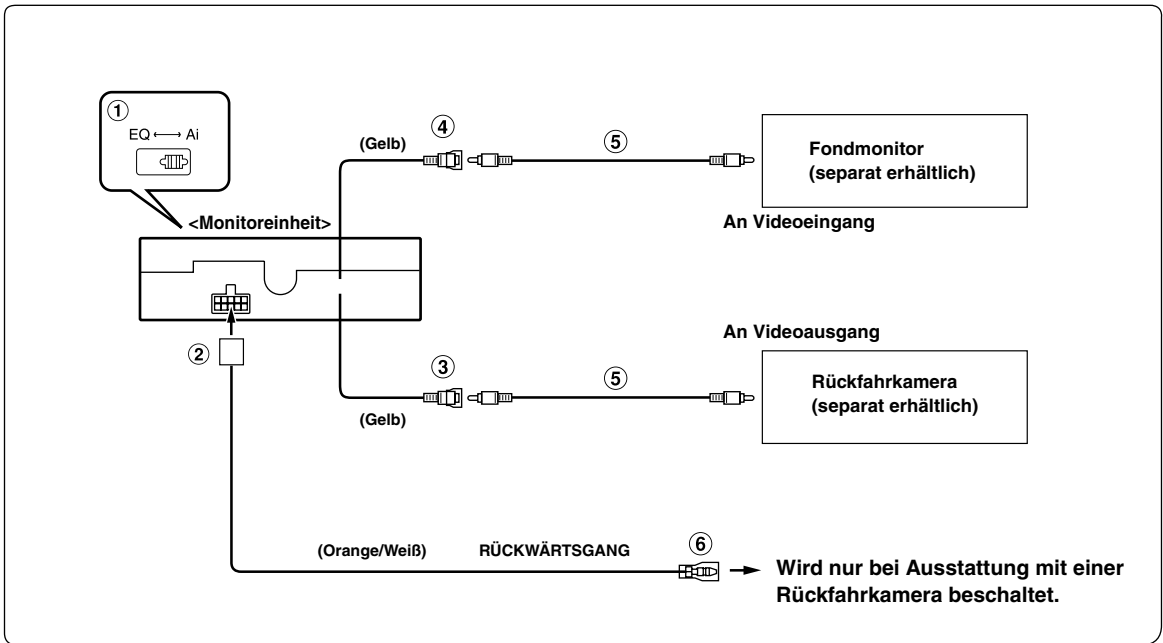 ①
EQ ⟷ Ai
<Monitoreinheit>
(Gelb)
④
⑤
Fondmonitor
(separat erhältlich)
An Videoeingang
②
An Videoausgang
③
(Gelb)
⑤
Rückfahrkamera
(separat erhältlich)
(Orange/Weiß)
RÜCKWÄRTSGANG
⑥
Wird nur bei Ausstattung mit einer
Rückfahrkamera beschaltet.